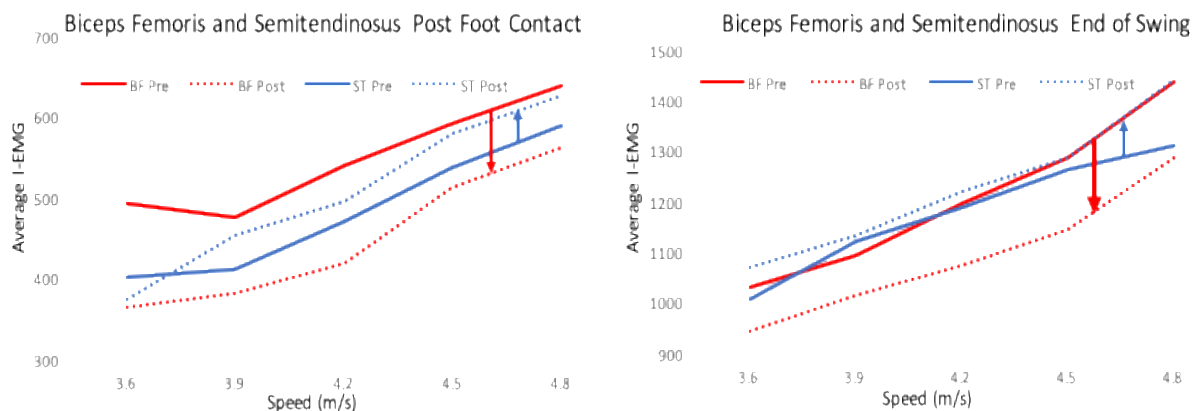 Biceps Femoris and Semitendinosus Post Foot Contact
700
BF Pre BF Post ST Pre ST Post
600
500
400
300
Average I-EMG
3.6 3.9 4.2 4.5 4.8
Speed (m/s)
Biceps Femoris and Semitendinosus End of Swing
1500
BF Pre BF Post ST Pre ST Post
1400
1300
1200
1100
1000
900
Average I-EMG
3.6 3.9 4.2 4.5 4.8
Speed (m/s)